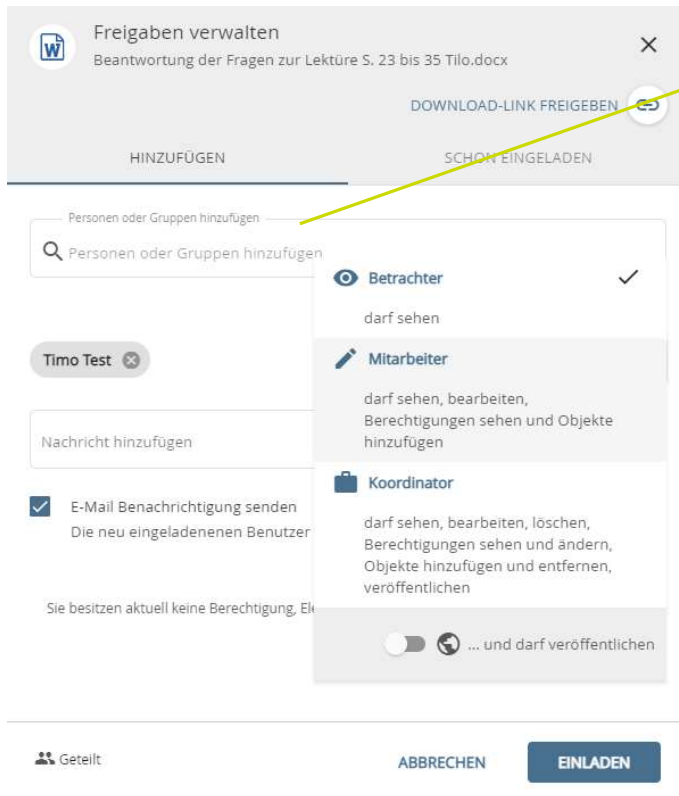 Freigaben verwalten
Beantwortung der Fragen zur Lektüre S. 23 bis 35 Tilo.docx
DOWNLOAD-LINK FREIGEBEN
HINZUFÜGEN
SCHON EINGELADEN
Personen oder Gruppen hinzufügen
Personen oder Gruppen hinzufügen
Betrachter
darf sehen
Timo Test
Mitarbeiter
darf sehen, bearbeiten,
Berechtigungen sehen und Objekte
hinzufügen
Nachricht hinzufügen
Koordinator
darf sehen, bearbeiten, löschen,
Berechtigungen sehen und ändern,
Objekte hinzufügen und entfernen,
veröffentlichen
E-Mail Benachrichtigung senden
Die neu eingeladenenen Benutzer
Sie besitzen aktuell keine Berechtigung,
... und darf veröffentlichen
Geteilt
ABBRECHEN
EINLADEN